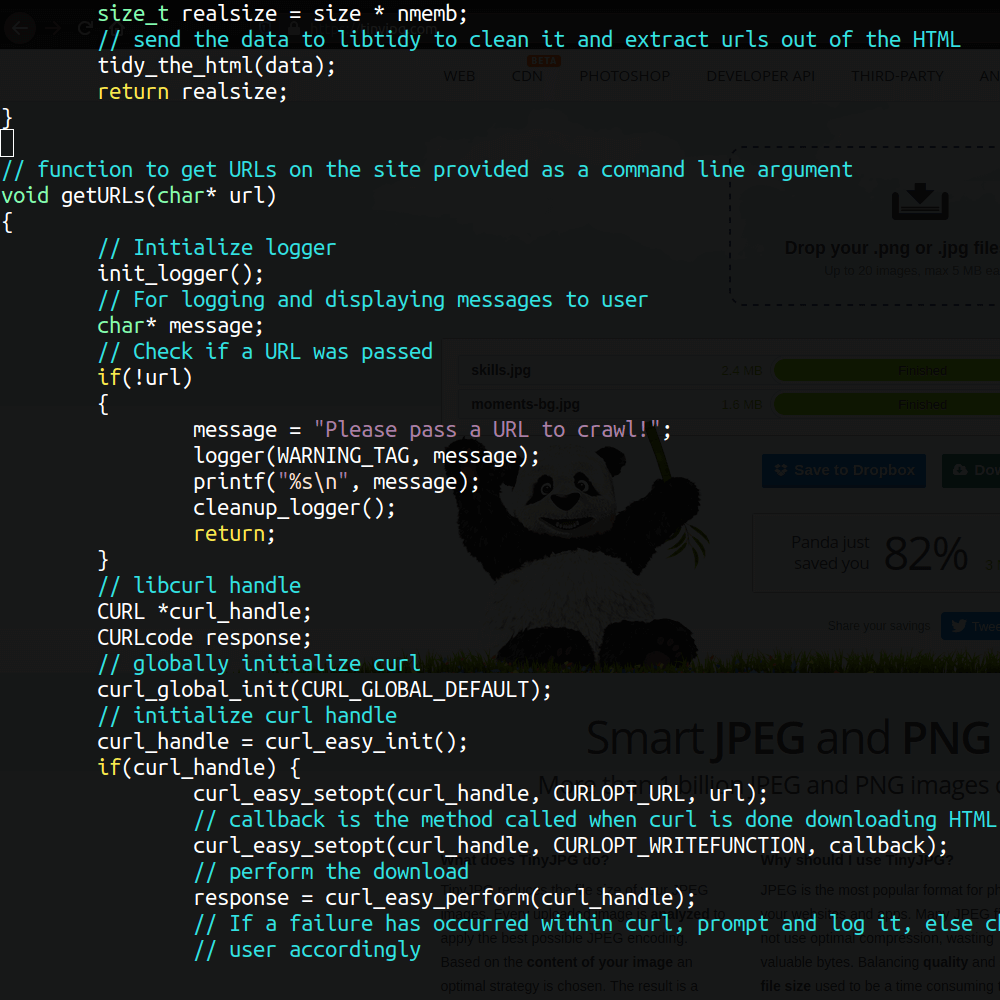 size_t realsize = size * nmemb;
// send the data to libtidy to clean it and extract urls out of the HTML
tidy_the_html(data);
return realsize;
}
// function to get URLs on the site provided as a command line argument
void getURLs(char* url)
{
// Initialize logger
init_logger();
// For logging and displaying messages to user
char* message;
// Check if a URL was passed
if(!url)
{
message = "Please pass a URL to crawl!";
logger(WARNING_TAG, message);
printf("%s\n", message);
cleanup_logger();
return;
}
// libcurl handle
CURL *curl_handle;
CURLcode response;
// globally initialize curl
curl_global_init(CURL_GLOBAL_DEFAULT);
// initialize curl handle
curl_handle = curl_easy_init();
if(curl_handle) {
curl_easy_setopt(curl_handle, CURLOPT_URL, url);
// callback is the method called when curl is done downloading HTML
curl_easy_setopt(curl_handle, CURLOPT_WRITEFUNCTION, callback);
// perform the download
response = curl_easy_perform(curl_handle);
// If a failure has occurred within curl, prompt and log it, else
// user accordingly
BETA
WEB CDN PHOTOSHOP DEVELOPER API THIRD-PARTY
Drop your .png or .jpg
Up to 20 images, max 5 MB
skills.jpg 2.4 MB Finished
moments-bg.jpg 1.6 MB Finished
Save to Dropbox
Panda just
saved you
82%
Share your savings
Smart JPEG and PNG
More than 1 billion JPEG and PNG images
What does TinyJPG do?
Why should I use TinyJPG?
apply the best possible JPEG encoding.
Based on the content of your image an
optimal strategy is chosen. The result is a
JPEG is the most popular format for
not use optimal compression, wasting
valuable bytes. Balancing quality and
file size used to be a time consuming